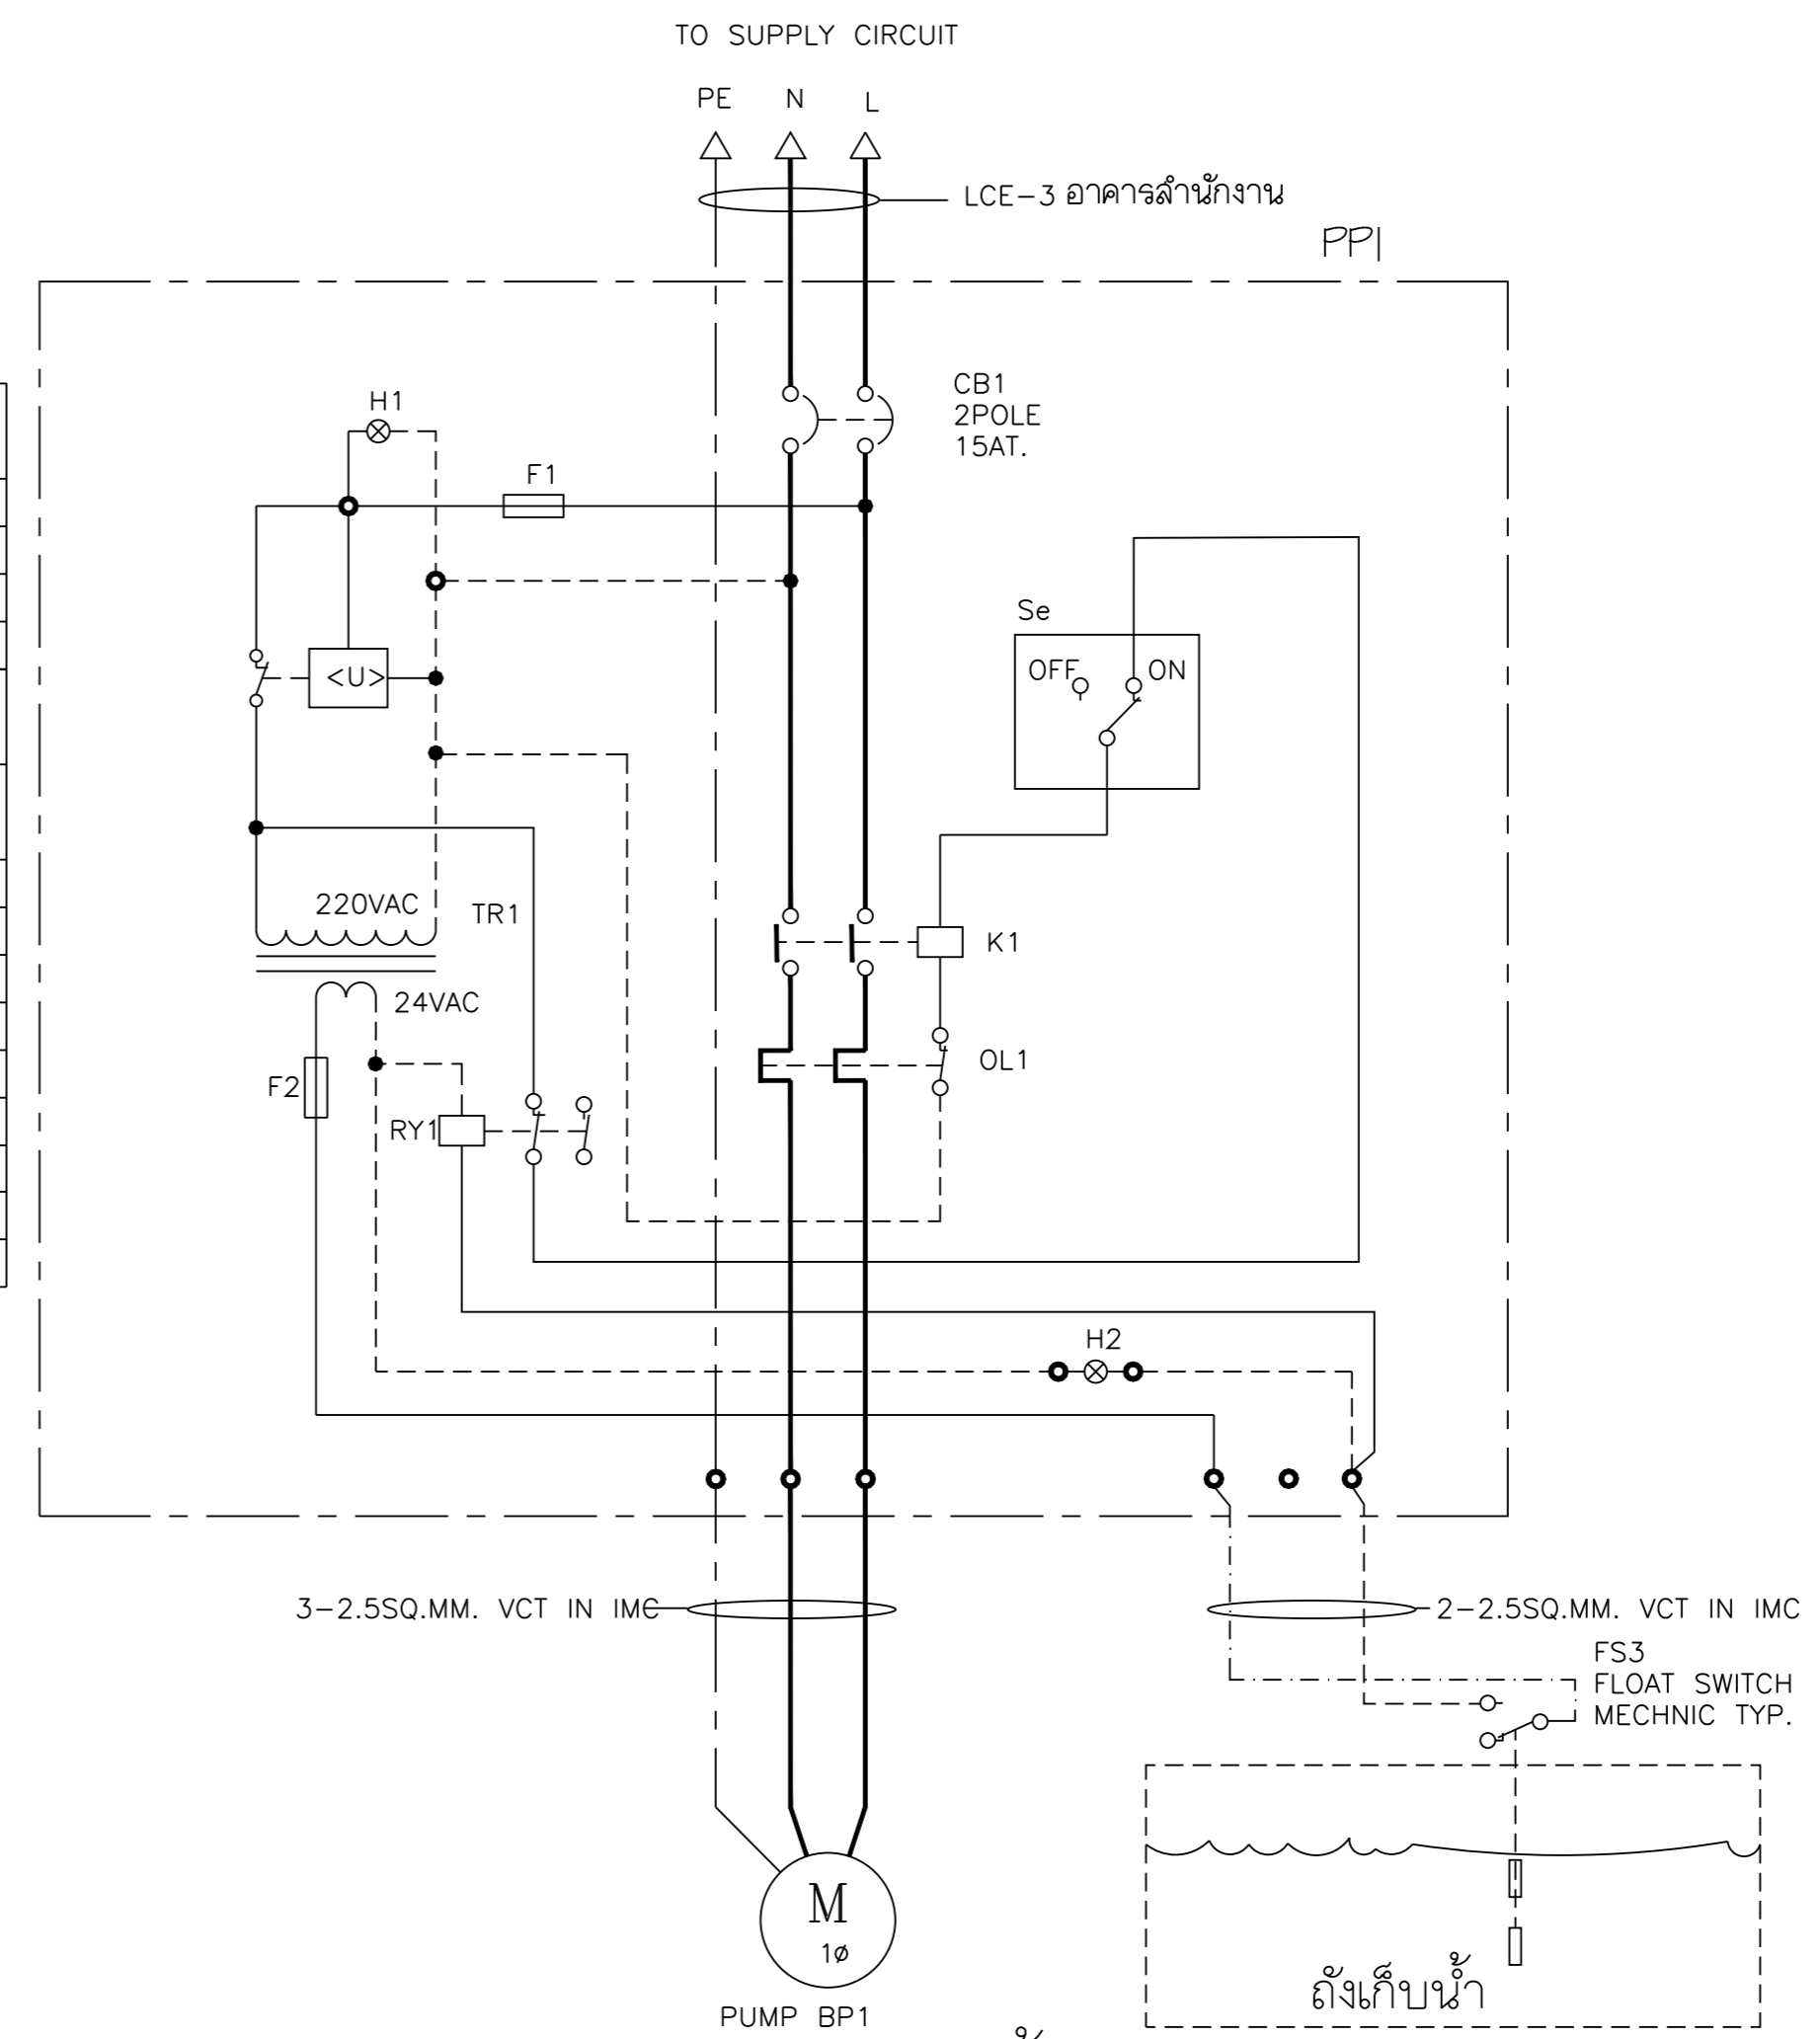 TO SUPPLY CIRCUIT
PE N L
LCE-3 อาคารสำนักงาน
PP1
H1
CB1
2POLE
15AT.
F1
Se
OFF ON
<U>
220VAC
TR1
K1
24VAC
OL1
F2
RY1
H2
3-2.5SQ.MM. VCT IN IMC
2-2.5SQ.MM. VCT IN IMC
FS3
FLOAT SWITCH
MECHNIC TYP.
M
1ø
ถังเก็บน้ำ
PUMP BP1